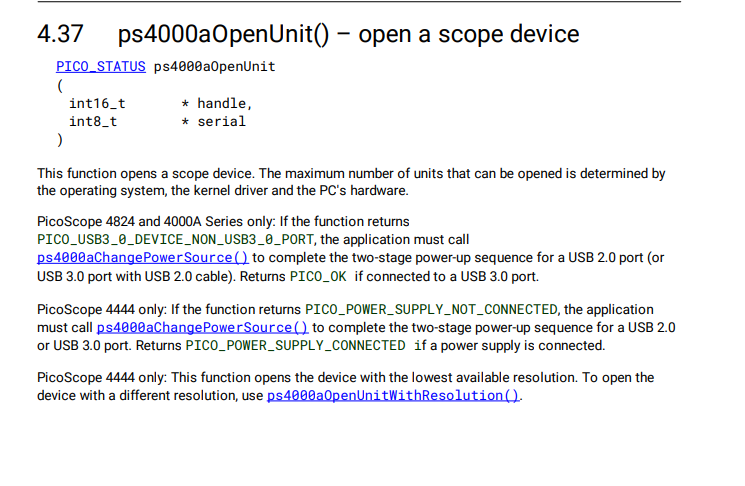 4.37 ps4000aOpenUnit() – open a scope device
PICO_STATUS ps4000aOpenUnit
(
int16_t * handle,
int8_t * serial
)
This function opens a scope device. The maximum number of units that can be opened is determined by
the operating system, the kernel driver and the PC's hardware.
PicoScope 4824 and 4000A Series only: If the function returns
PICO_USB3_0_DEVICE_NON_USB3_0_PORT, the application must call
ps4000aChangePowerSource() to complete the two-stage power-up sequence for a USB 2.0 port (or
USB 3.0 port with USB 2.0 cable). Returns PICO_OK if connected to a USB 3.0 port.
PicoScope 4444 only: If the function returns PICO_POWER_SUPPLY_NOT_CONNECTED, the application
must call ps4000aChangePowerSource() to complete the two-stage power-up sequence for a USB 2.0
or USB 3.0 port. Returns PICO_POWER_SUPPLY_CONNECTED if a power supply is connected.
PicoScope 4444 only: This function opens the device with the lowest available resolution. To open the
device with a different resolution, use ps4000aOpenUnitWithResolution().